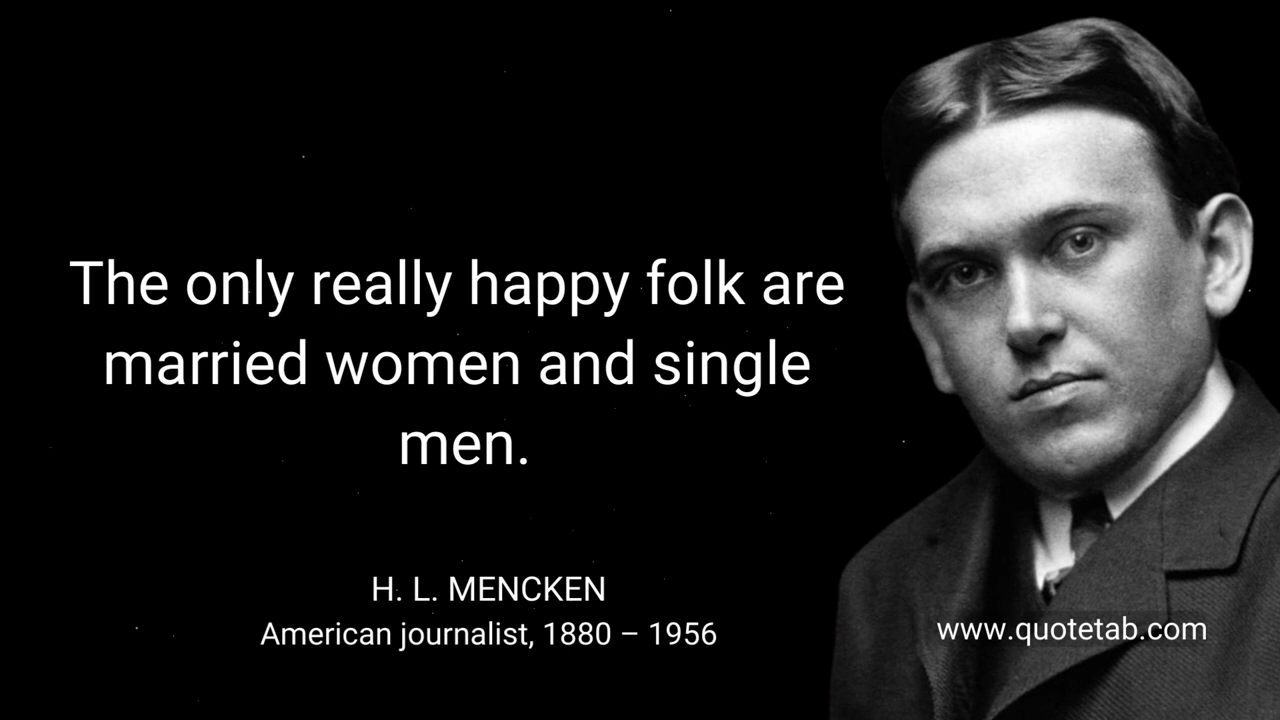 The only really happy folk are
married women and single
men.
H. L. MENCKEN
American journalist, 1880 – 1956
www.quotetab.com